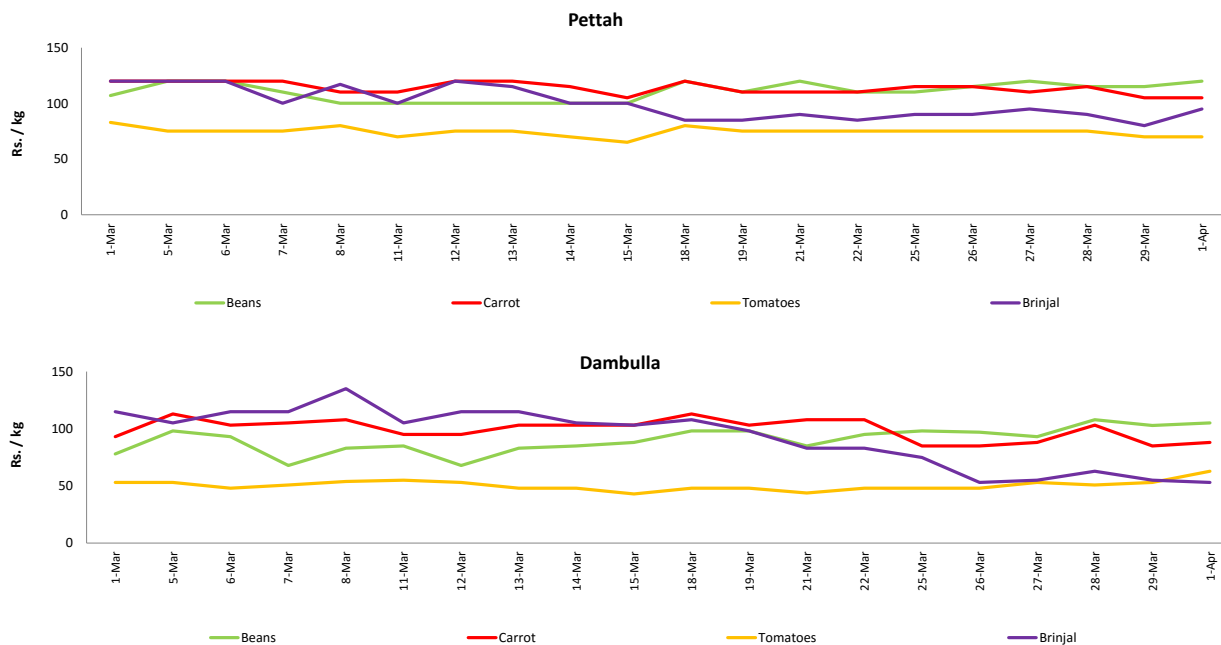 Pettah
150
100
50
0
Rs. / kg
1-Mar
5-Mar
6-Mar
7-Mar
8-Mar
11-Mar
12-Mar
13-Mar
14-Mar
15-Mar
18-Mar
19-Mar
21-Mar
22-Mar
25-Mar
26-Mar
27-Mar
28-Mar
29-Mar
1-Apr
Beans Carrot Tomatoes Brinjal
Dambulla
150
100
50
0
Rs. / kg
1-Mar
5-Mar
6-Mar
7-Mar
8-Mar
11-Mar
12-Mar
13-Mar
14-Mar
15-Mar
18-Mar
19-Mar
21-Mar
22-Mar
25-Mar
26-Mar
27-Mar
28-Mar
29-Mar
1-Apr
Beans Carrot Tomatoes Brinjal